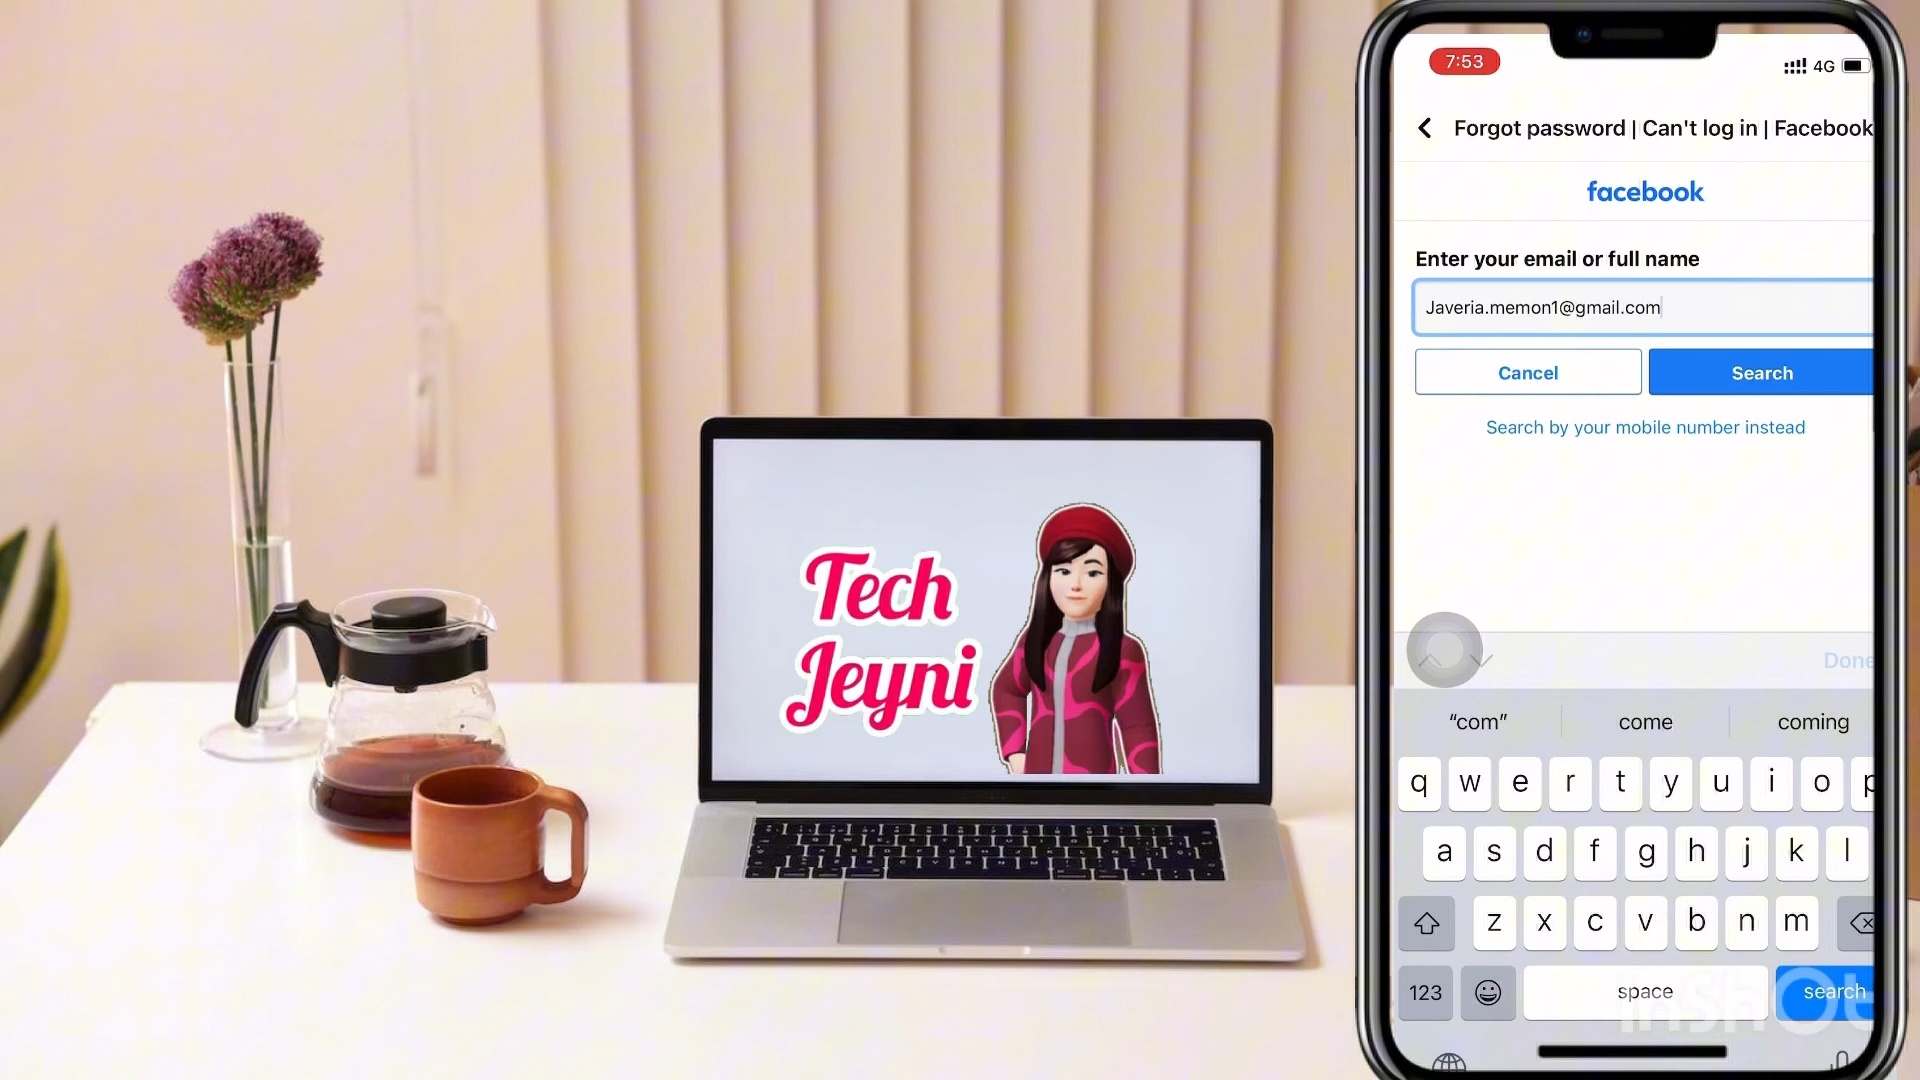 Tech
Jeyni
7:53
4G
Forgot password | Can't log in | Facebook
facebook
Enter your email or full name
Javeria.memon1@gmail.com
Cancel Search
Search by your mobile number instead
Done
“com” come coming
q w e r t y u i o p
a s d f g h j k l
z x c v b n m
123 space search
InShOt